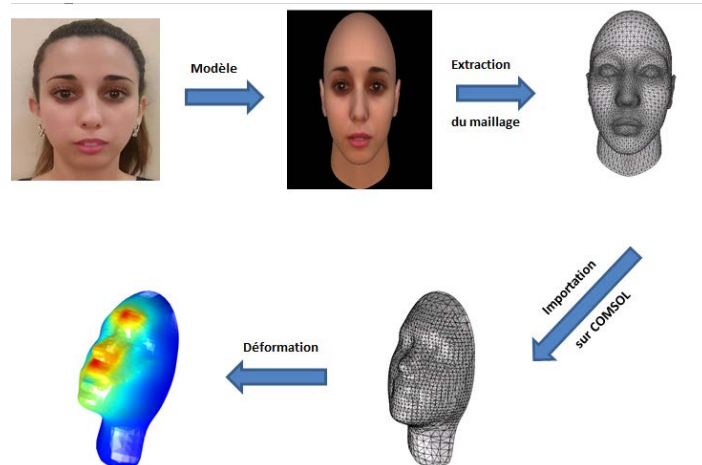 Modèle
Extraction
du maillage
Importation
sur COMSOL
Déformation